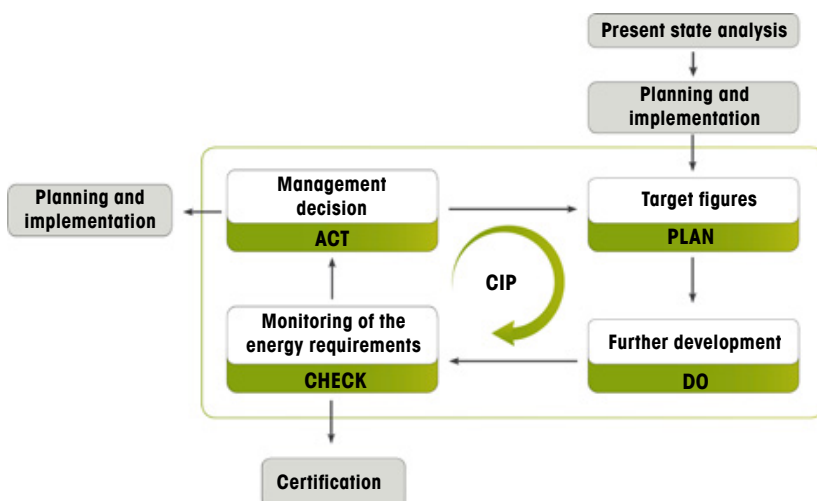 Present state analysis
Planning and
implementation
Planning and
implementation
Management
decision
ACT
Target figures
PLAN
CIP
Monitoring of the
energy requirements
CHECK
Further development
DO
Certification